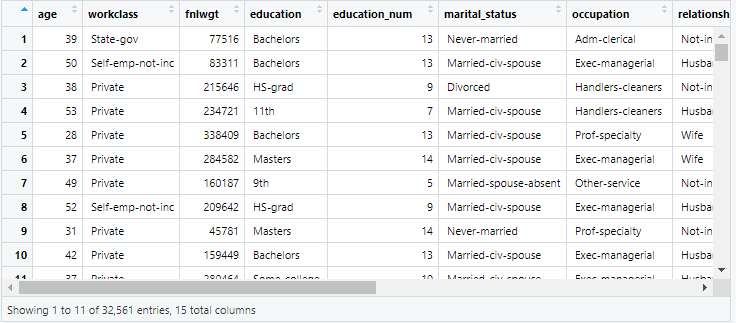 age workclass fnlwgt education education_num marital_status occupation relationsh
1 39 State-gov 77516 Bachelors 13 Never-married Adm-clerical Not-in
2 50 Self-emp-not-inc 83311 Bachelors 13 Married-civ-spouse Exec-managerial Husba
3 38 Private 215646 HS-grad 9 Divorced Handlers-cleaners Not-in
4 53 Private 234721 11th 7 Married-civ-spouse Handlers-cleaners Husba
5 28 Private 338409 Bachelors 13 Married-civ-spouse Prof-specialty Wife
6 37 Private 284582 Masters 14 Married-civ-spouse Exec-managerial Wife
7 49 Private 160187 9th 5 Married-spouse-absent Other-service Not-in
8 52 Self-emp-not-inc 209642 HS-grad 9 Married-civ-spouse Exec-managerial Husba
9 31 Private 45781 Masters 14 Never-married Prof-specialty Not-in
10 42 Private 159449 Bachelors 13 Married-civ-spouse Exec-managerial Husba
11 37 Private 280464 Some-college 10 Married-civ-spouse Exec-managerial Husba
Showing 1 to 11 of 32,561 entries, 15 total columns